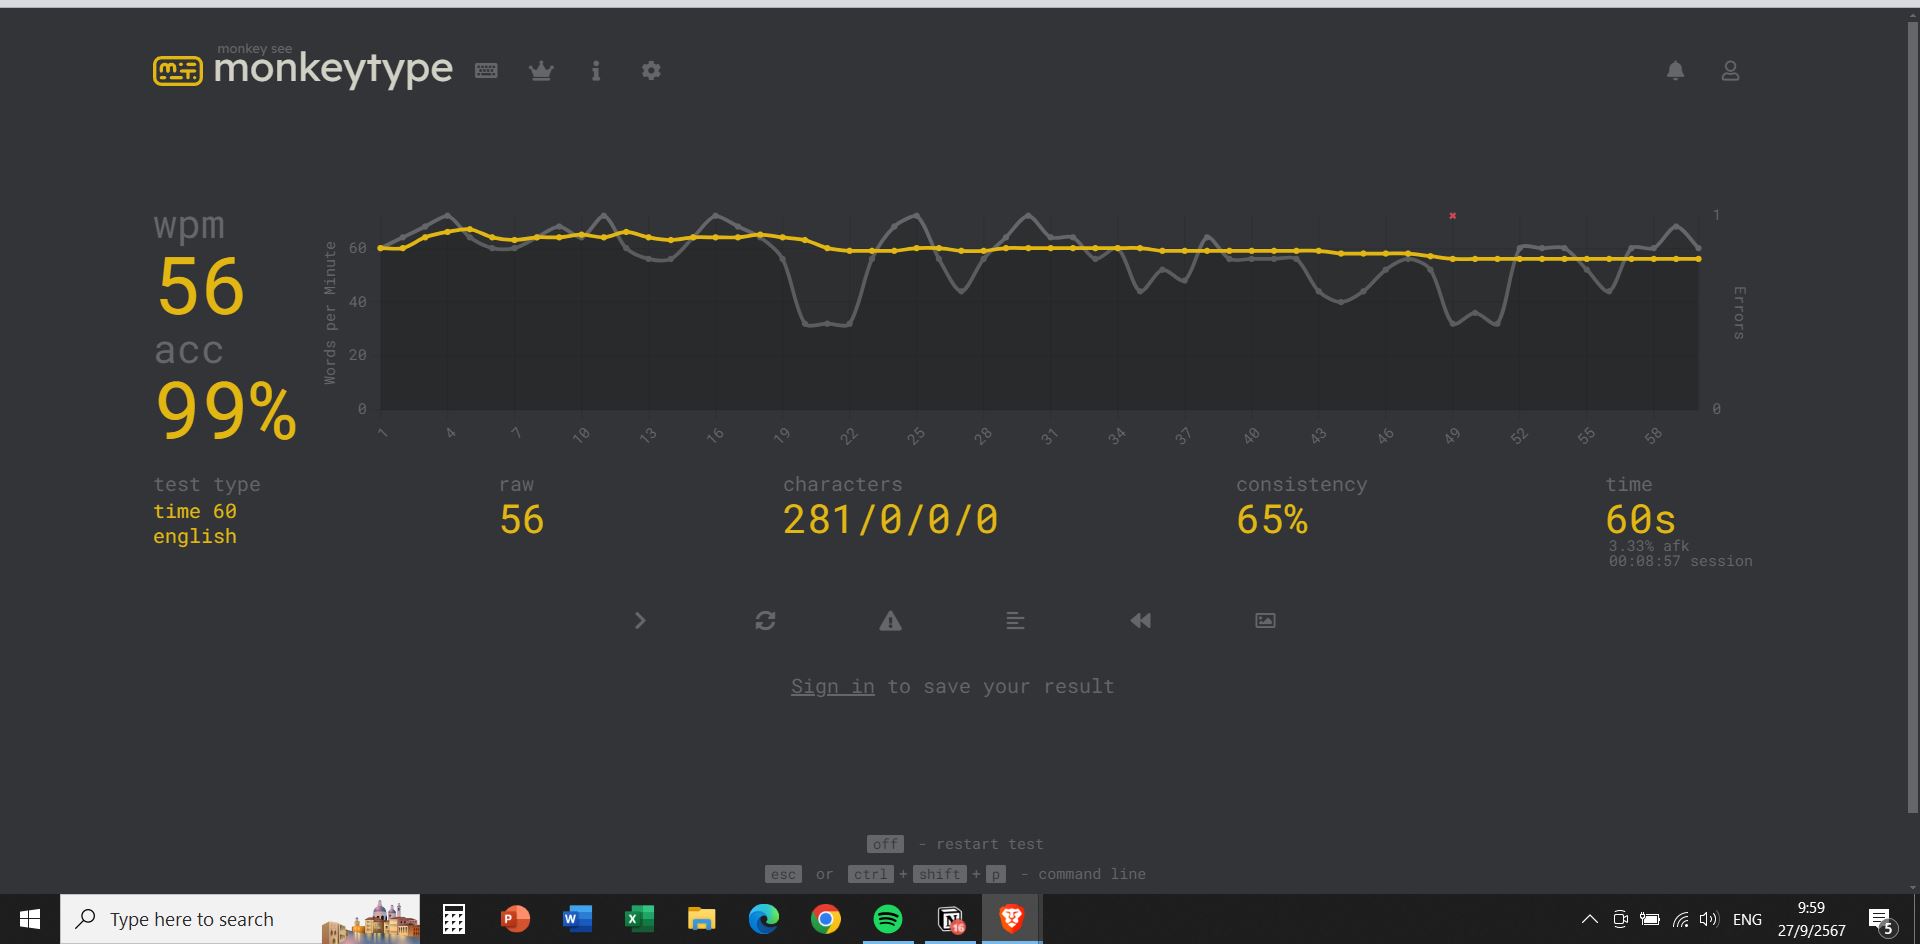 monkey see
monkeytype
wpm
56
acc
99%
Words per Minute
60
40
20
0
1
0
Errors
1 4 7 10 13 16 19 22 25 28 31 34 37 40 43 46 49 52 55 58
test type
time 60
english
raw
56
characters
281/0/0/0
consistency
65%
time
60s
3.33% afk
00:08:57 session
Sign in to save your result
off - restart test
esc or ctrl + shift + p - command line
Type here to search
16
ENG
9:59
27/9/2567
5